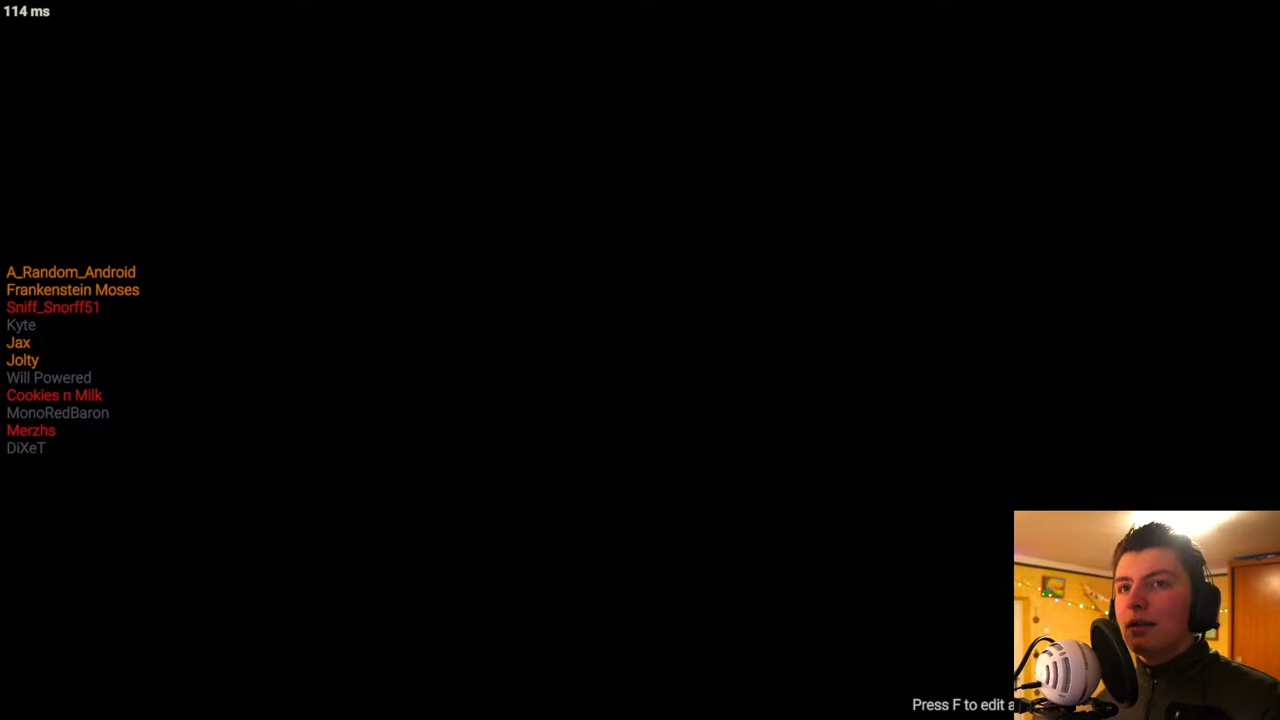 114 ms
A_Random_Android
Frankenstein Moses
Sniff_Snorff51
Kyte
Jax
Jolty
Will Powered
Cookies n Milk
MonoRedBaron
Merzhs
DiXeT
Press F to edit a